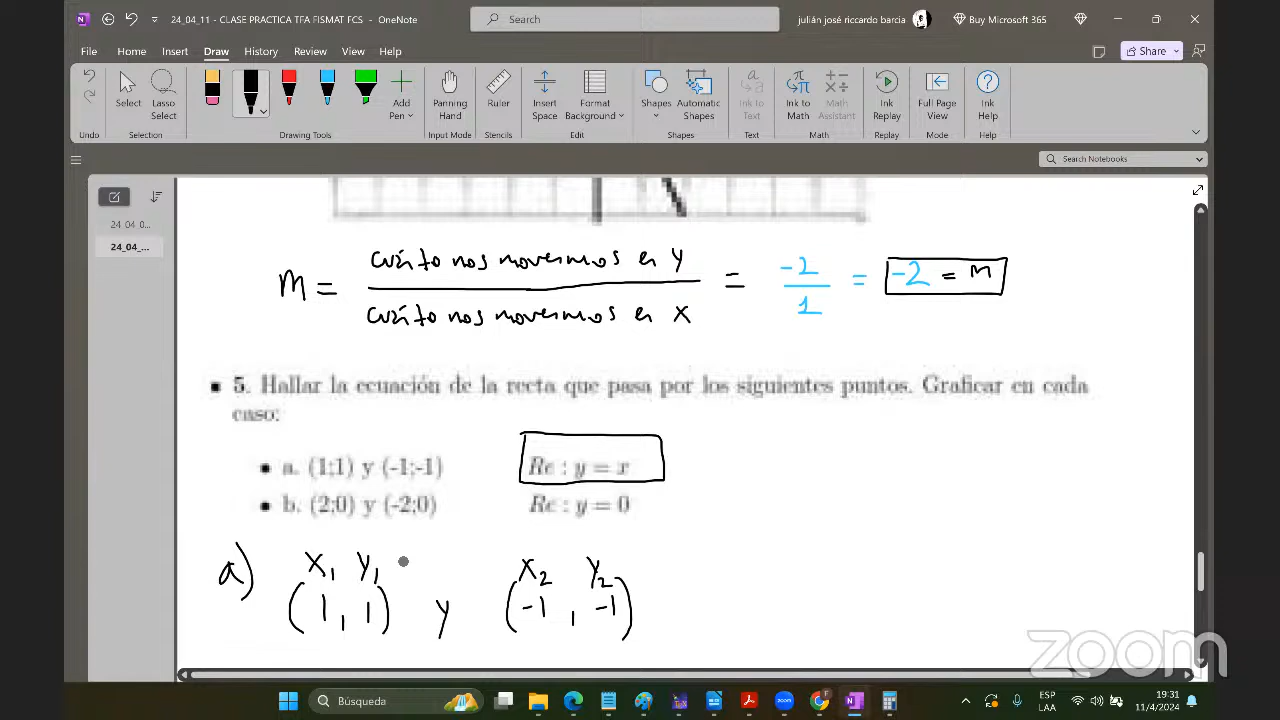 24_04_11 - CLASE PRACTICA TFA FISMAT FCS - OneNote
Search
julián josé riccardo barcia
Buy Microsoft 365
File Home Insert Draw History Review View Help
Share
Undo
Select
Lasso Select
Selection
Add Pen
Drawing Tools
Panning Hand
Input Mode
Ruler
Stencils
Insert Space
Format Background
Edit
Shapes
Automatic Shapes
Shapes
Ink to Text
Text
Ink to Math
Math Assistant
Math
Ink Replay
Replay
Full Page View
Mode
Ink Help
Help
Search Notebooks
24_04_0...
24_04_...
m = cuánto nos movemos en y / cuánto nos movemos en x = -2/1 = -2 = m
5. Hallar la ecuación de la recta que pasa por los siguientes puntos. Graficar en cada
caso:
a. (1;1) y (-1;-1) Re : y = x
b. (2;0) y (-2;0) Re : y = 0
a) x1 y1 x2 y2
(1, 1) y (-1, -1)
zoom
Búsqueda
zoom
ESP
LAA
19:31
11/4/2024